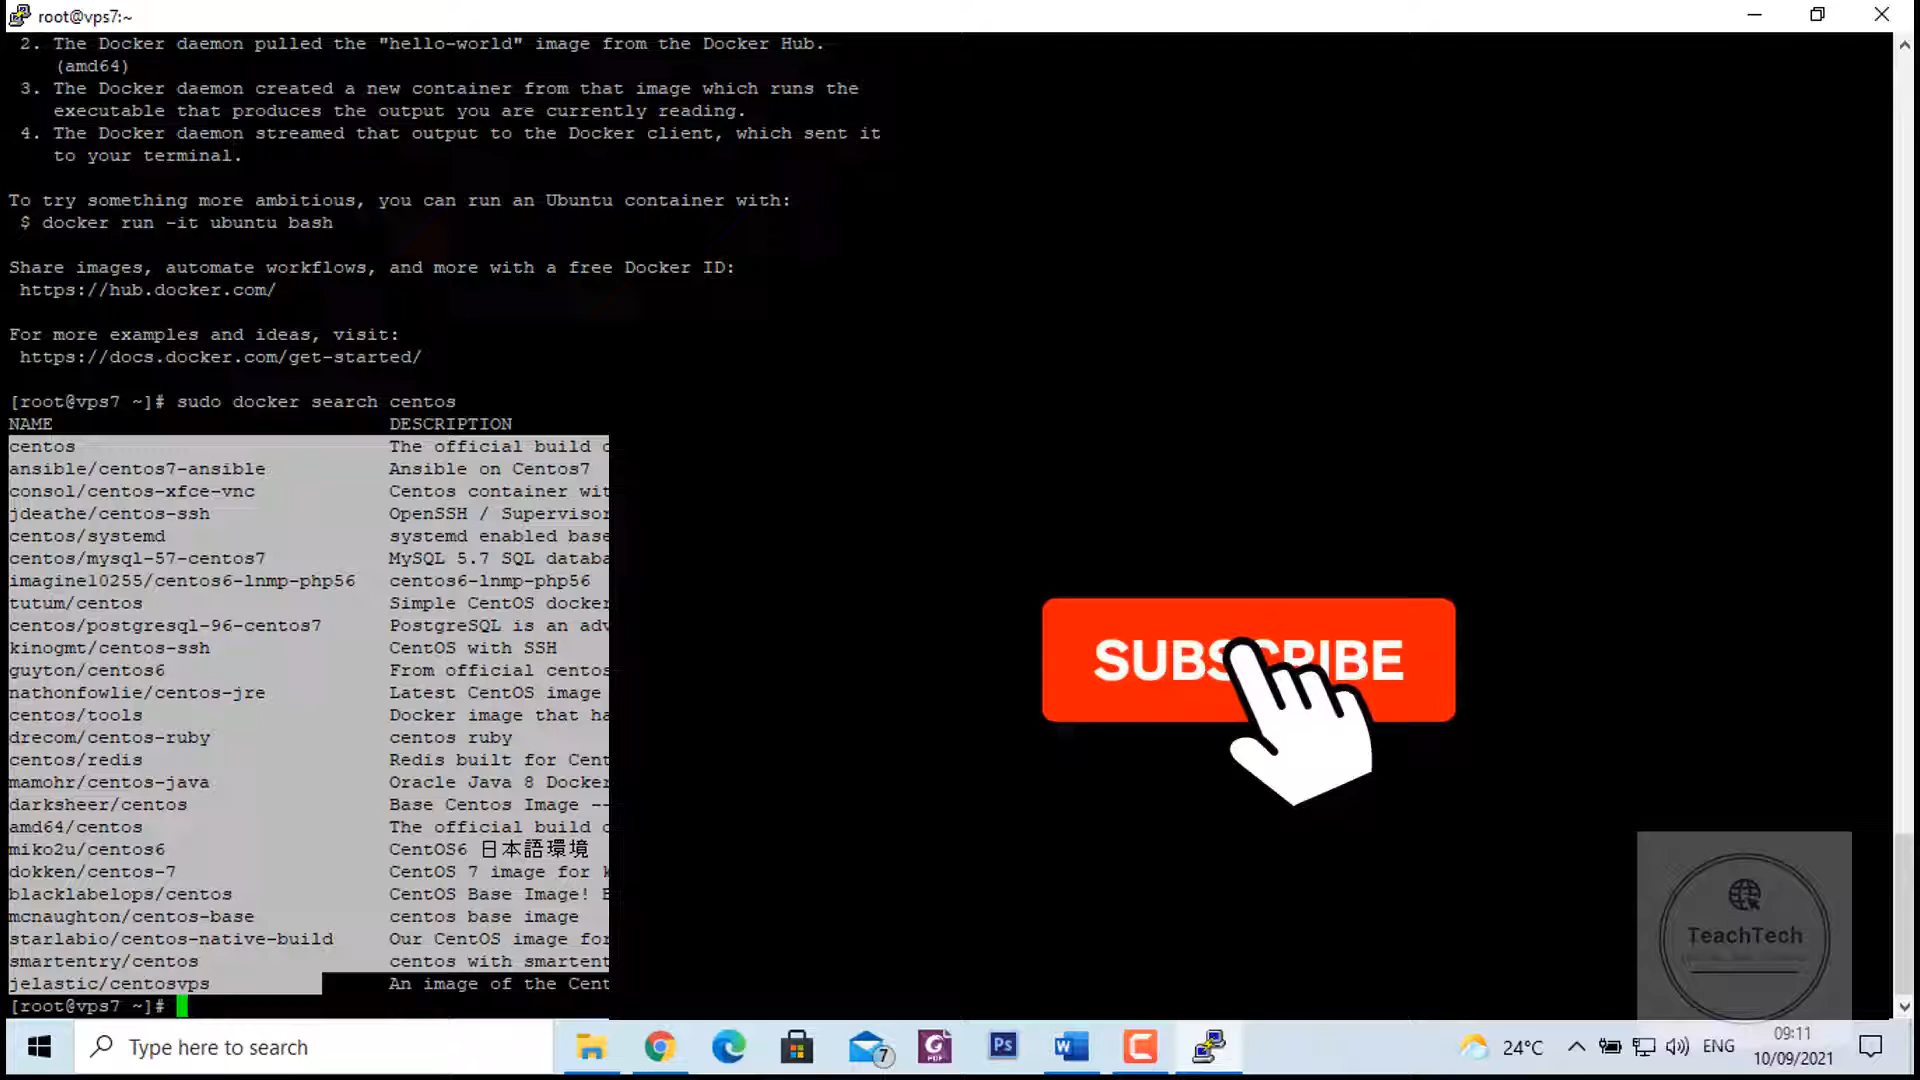 root@vps7:~
2. The Docker daemon pulled the "hello-world" image from the Docker Hub.
(amd64)
3. The Docker daemon created a new container from that image which runs the
executable that produces the output you are currently reading.
4. The Docker daemon streamed that output to the Docker client, which sent it
to your terminal.
To try something more ambitious, you can run an Ubuntu container with:
$ docker run -it ubuntu bash
Share images, automate workflows, and more with a free Docker ID:
https://hub.docker.com/
For more examples and ideas, visit:
https://docs.docker.com/get-started/
[root@vps7 ~]# sudo docker search centos
NAME DESCRIPTION
centos The official build o
ansible/centos7-ansible Ansible on Centos7
consol/centos-xfce-vnc Centos container wit
jdeathe/centos-ssh OpenSSH / Supervisor
centos/systemd systemd enabled base
centos/mysql-57-centos7 MySQL 5.7 SQL databa
imagine10255/centos6-lnmp-php56 centos6-lnmp-php56
tutum/centos Simple CentOS docker
centos/postgresql-96-centos7 PostgreSQL is an adv
kinogmt/centos-ssh CentOS with SSH
guyton/centos6 From official centos
nathonfowlie/centos-jre Latest CentOS image
centos/tools Docker image that ha
drecom/centos-ruby centos ruby
centos/redis Redis built for Cent
mamohr/centos-java Oracle Java 8 Docker
darksheer/centos Base Centos Image --
amd64/centos The official build o
miko2u/centos6 CentOS6 日本語環境
dokken/centos-7 CentOS 7 image for k
blacklabelops/centos CentOS Base Image!
mcnaughton/centos-base centos base image
starlabio/centos-native-build Our CentOS image for
smartentry/centos centos with smartent
jelastic/centosvps An image of the Cent
[root@vps7 ~]#
SUBSCRIBE
TeachTech
Type here to search
7
PDF
Ps
W
24°C
ENG
09:11
10/09/2021